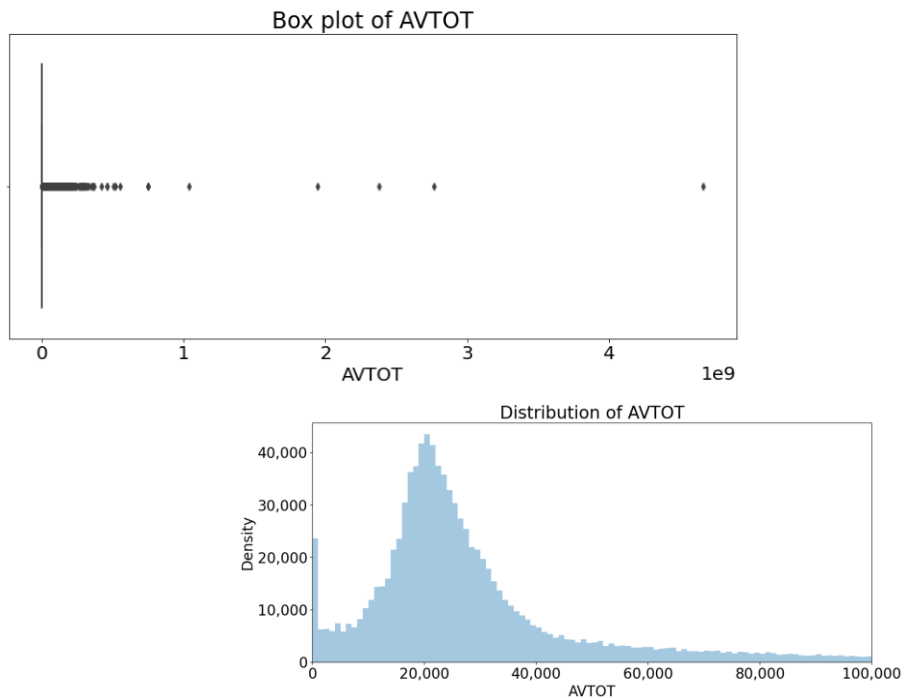 Box plot of AVTOT
0 1 2 3 4
AVTOT
1e9
Distribution of AVTOT
40,000
30,000
20,000
10,000
0
Density
0 20,000 40,000 60,000 80,000 100,000
AVTOT